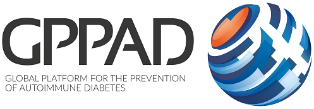 GPPAD
GLOBAL PLATFORM FOR THE PREVENTION
OF AUTOIMMUNE DIABETES